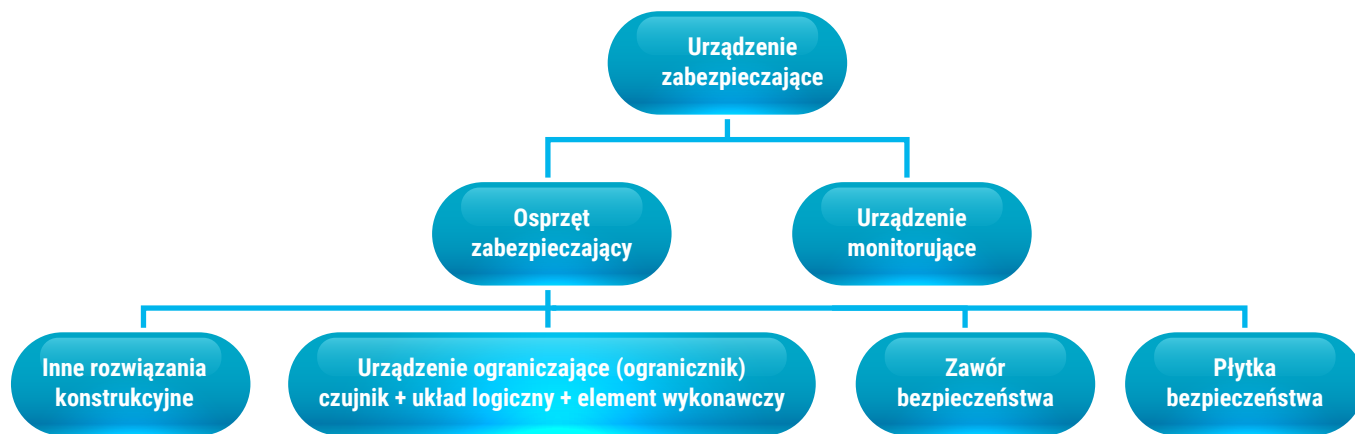 Urządzenie
zabezpieczające
Osprzęt
zabezpieczający
Urządzenie
monitorujące
Inne rozwiązania
konstrukcyjne
Urządzenie ograniczające (ogranicznik)
czujnik + układ logiczny + element wykonawczy
Zawór
bezpieczeństwa
Płytka
bezpieczeństwa